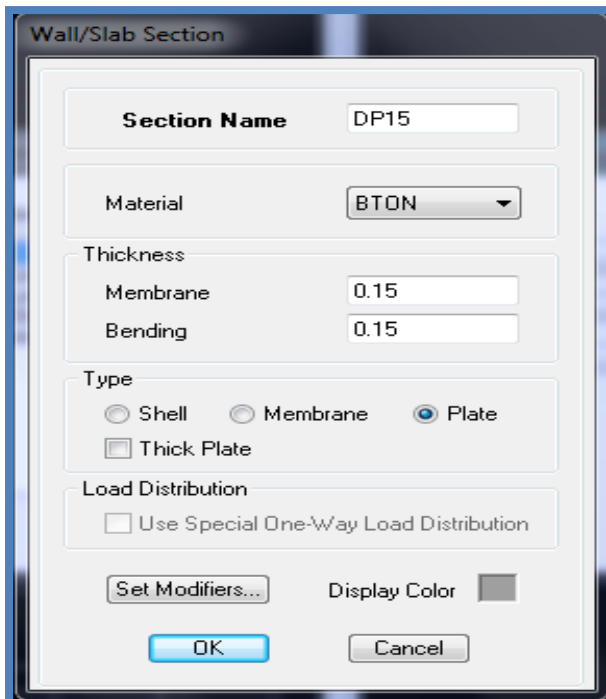 Wall/Slab Section
Section Name DP15
Material BTON
Thickness
Membrane 0.15
Bending 0.15
Type
Shell Membrane Plate
Thick Plate
Load Distribution
Use Special One-Way Load Distribution
Set Modifiers... Display Color
OK Cancel